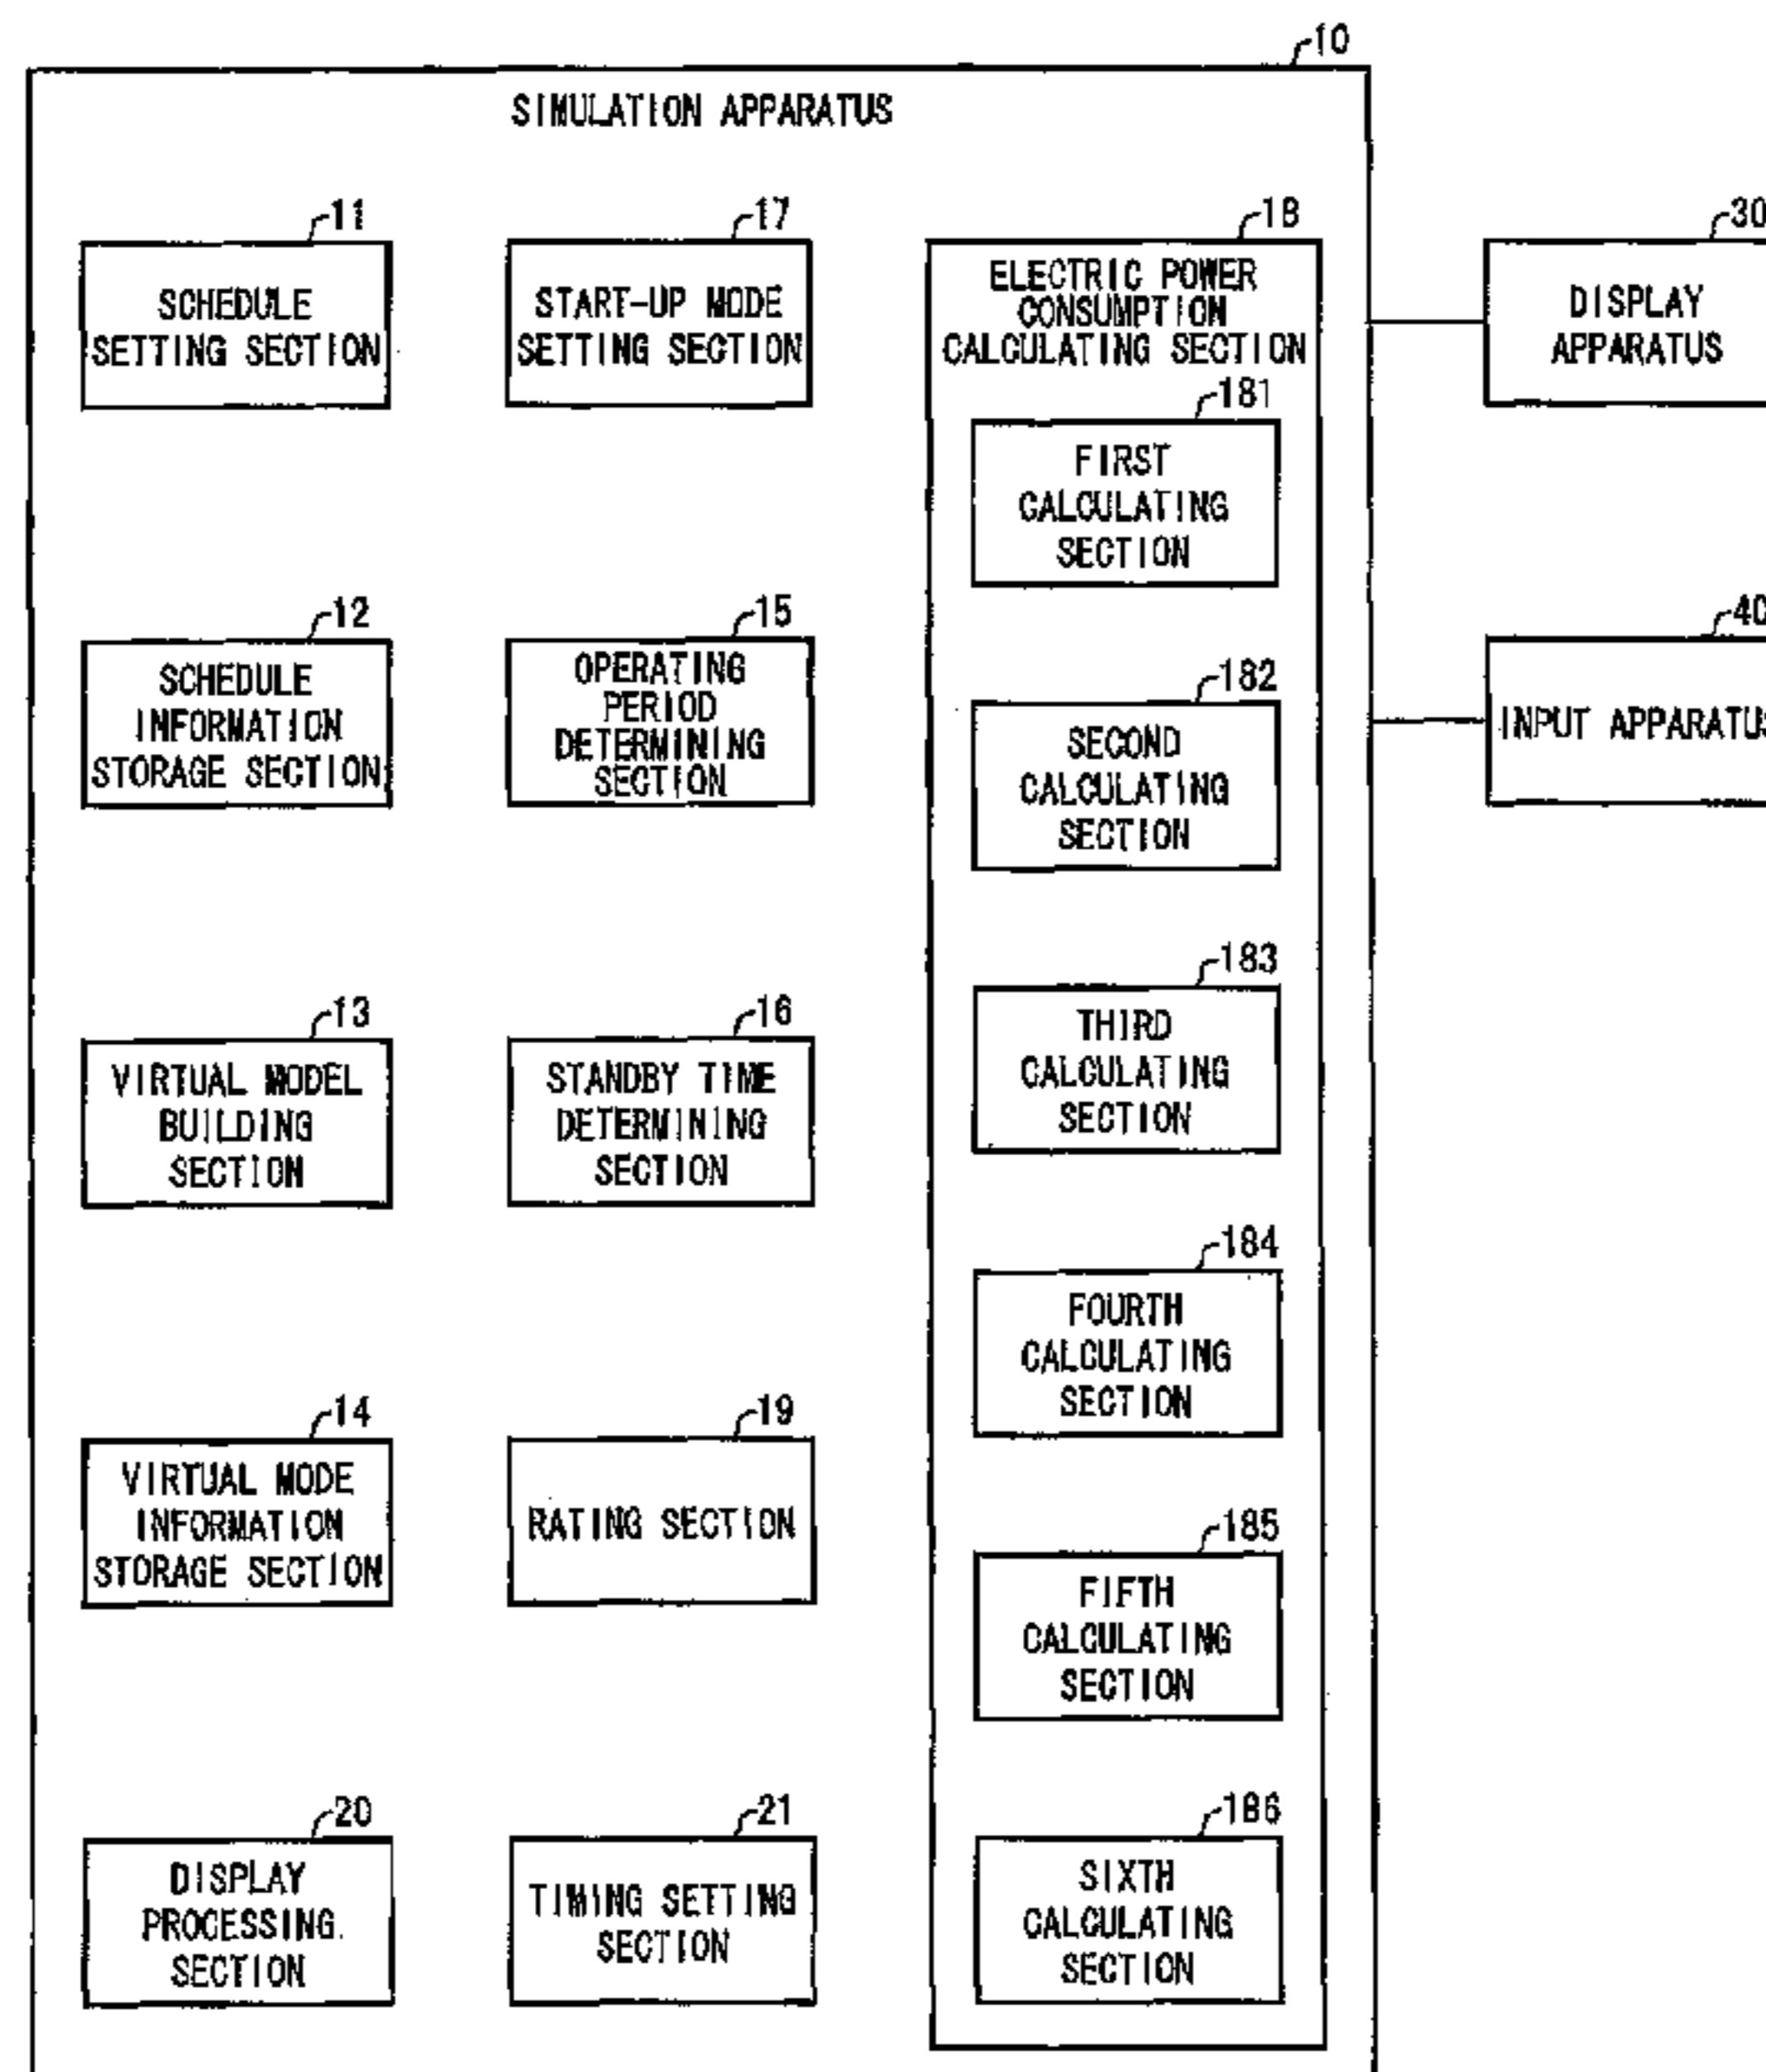 10
SIMULATION APPARATUS
11
SCHEDULE
SETTING SECTION
17
START-UP MODE
SETTING SECTION
18
ELECTRIC POWER
CONSUMPTION
CALCULATING SECTION
181
FIRST
CALCULATING
SECTION
30
DISPLAY
APPARATUS
12
SCHEDULE
INFORMATION
STORAGE SECTION
15
OPERATING
PERIOD
DETERMINING
SECTION
182
SECOND
CALCULATING
SECTION
40
INPUT APPARATUS
13
VIRTUAL MODEL
BUILDING
SECTION
16
STANDBY TIME
DETERMINING
SECTION
183
THIRD
CALCULATING
SECTION
184
FOURTH
CALCULATING
SECTION
14
VIRTUAL MODE
INFORMATION
STORAGE SECTION
19
RATING SECTION
185
FIFTH
CALCULATING
SECTION
20
DISPLAY
PROCESSING
SECTION
21
TIMING SETTING
SECTION
186
SIXTH
CALCULATING
SECTION